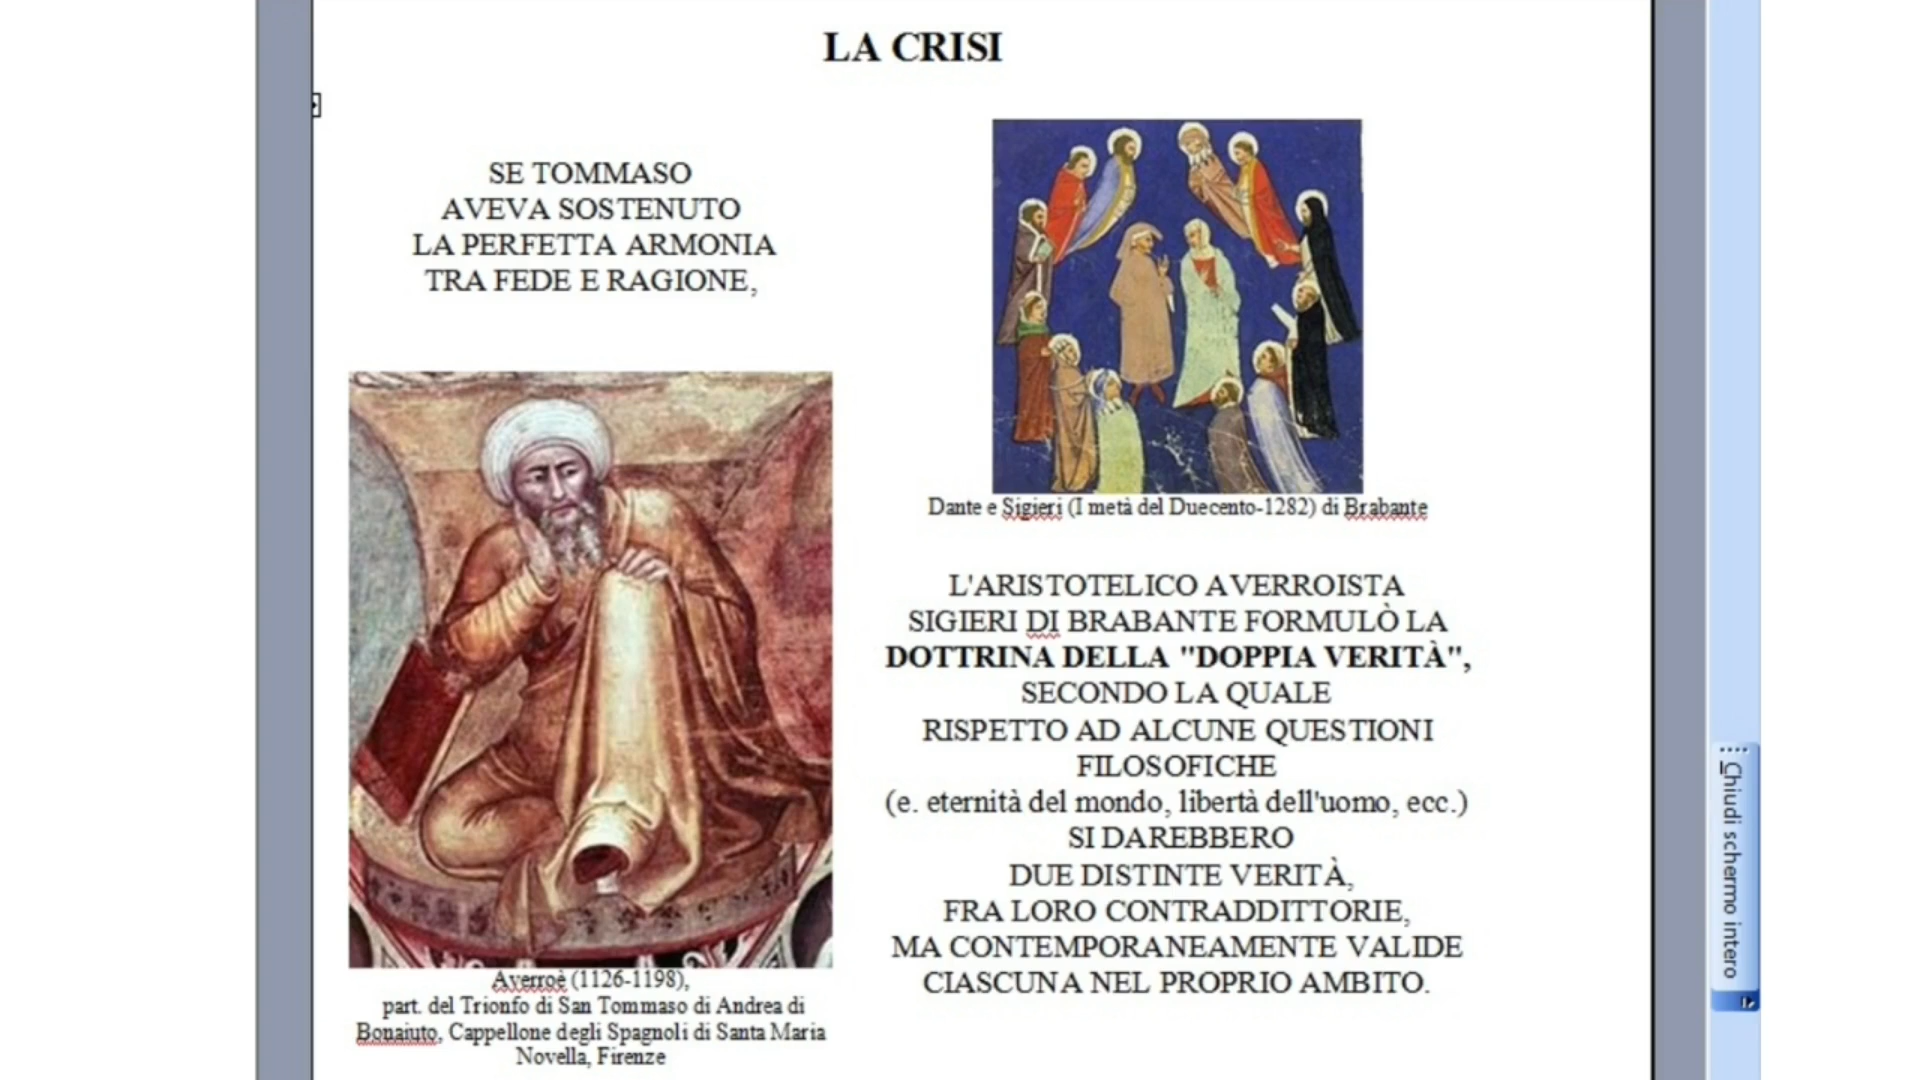 LA CRISI
SE TOMMASO
AVEVA SOSTENUTO
LA PERFETTA ARMONIA
TRA FEDE E RAGIONE,
Averroè (1126-1198),
part. del Trionfo di San Tommaso di Andrea di
Bonaiuto, Cappellone degli Spagnoli di Santa Maria
Novella, Firenze
Dante e Sigieri (I metà del Duecento-1282) di Brabante
L'ARISTOTELICO AVERROISTA
SIGIERI DI BRABANTE FORMULÒ LA
DOTTRINA DELLA "DOPPIA VERITÀ",
SECONDO LA QUALE
RISPETTO AD ALCUNE QUESTIONI
FILOSOFICHE
(e. eternità del mondo, libertà dell'uomo, ecc.)
SI DAREBBERO
DUE DISTINTE VERITÀ,
FRA LORO CONTRADDITTORIE,
MA CONTEMPORANEAMENTE VALIDE
CIASCUNA NEL PROPRIO AMBITO.
Chiudi schermo intero